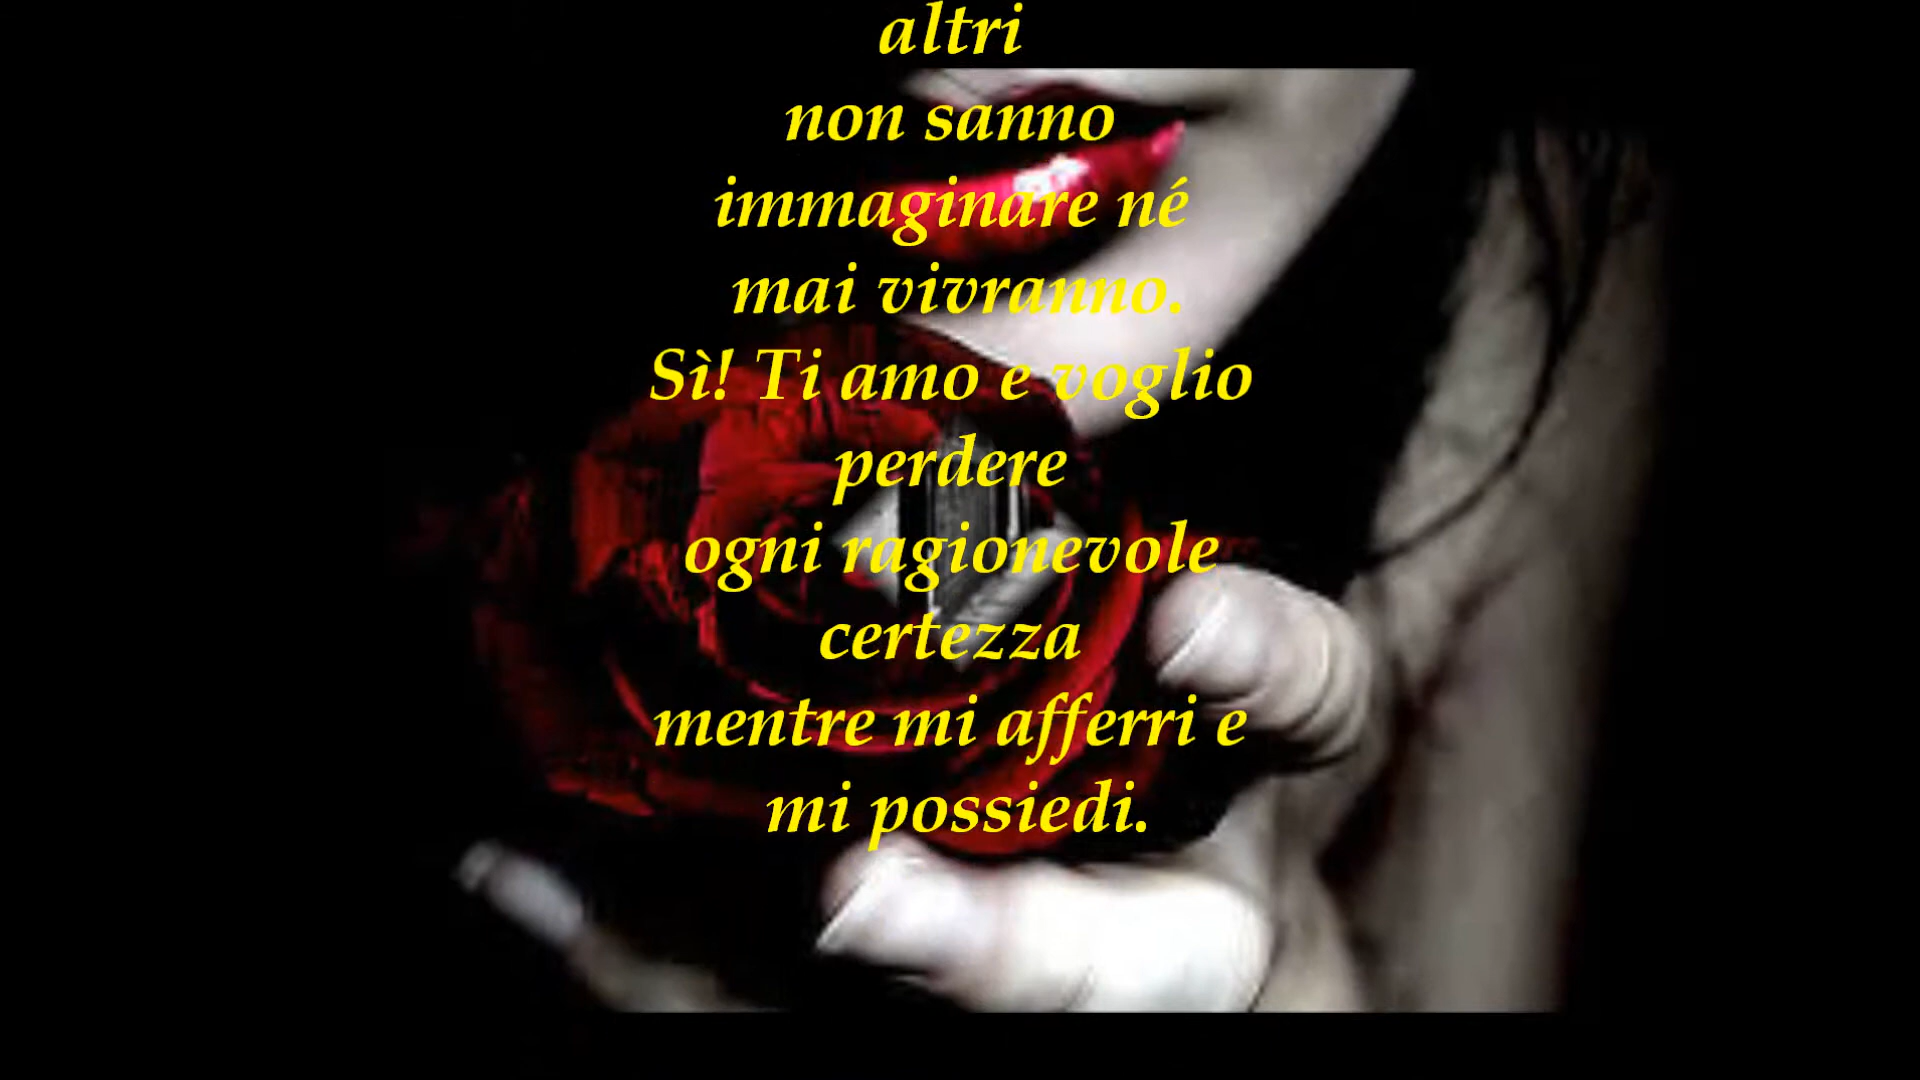 altri
non sanno
immaginare né
mai vivranno.
Sì! Ti amo e voglio
perdere
ogni ragionevole
certezza
mentre mi afferri e
mi possiedi.